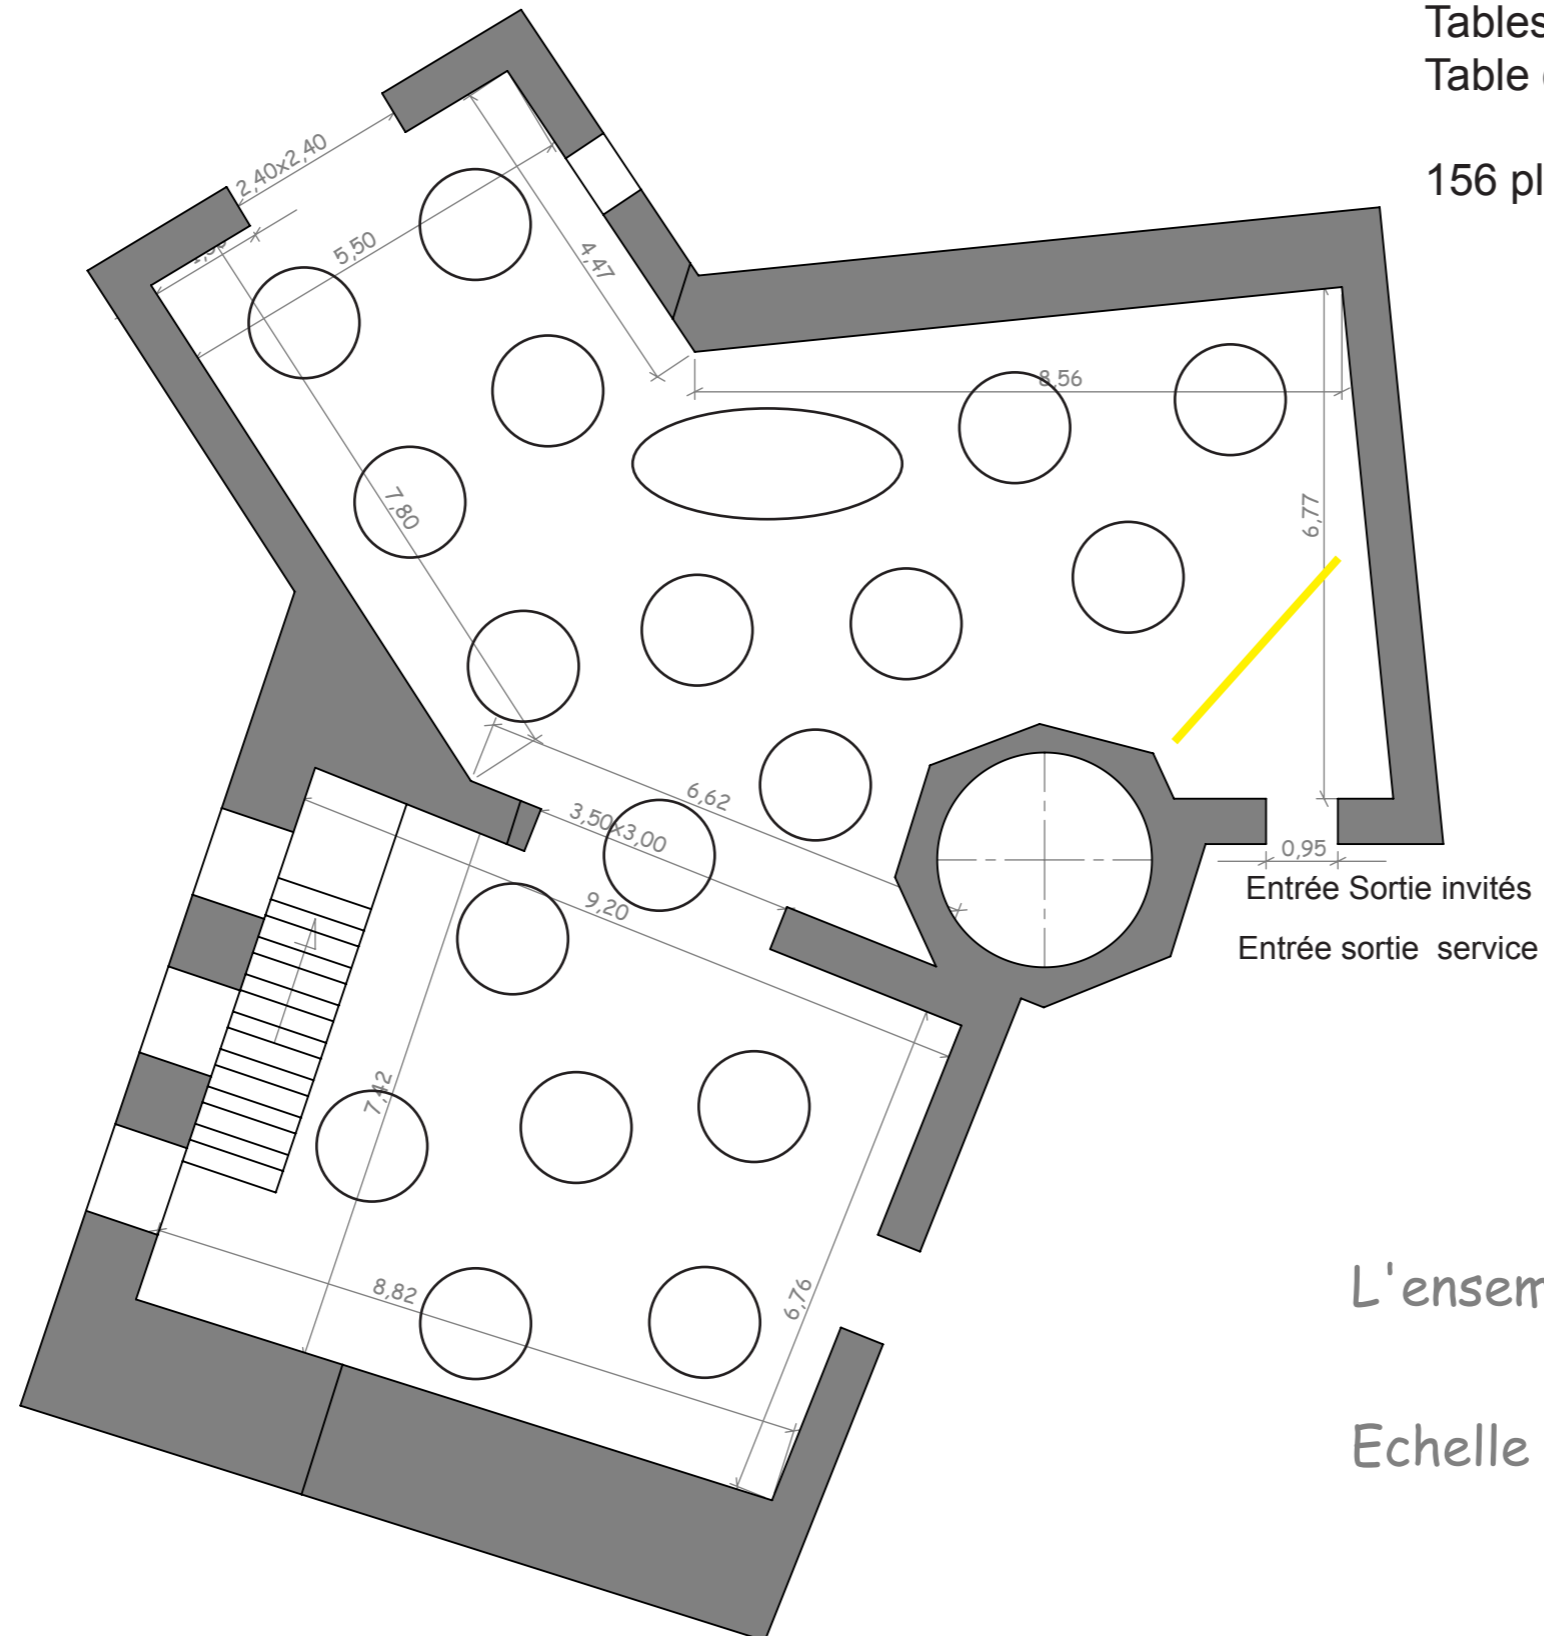 Tables
Table
156 pl
2,40x2,40
5,50
4,47
8,56
6,77
7,80
6,62
3,50x3,00
0,95
Entrée Sortie invités
9,20
Entrée sortie  service
7,42
8,82
6,76
L'ensem
Echelle